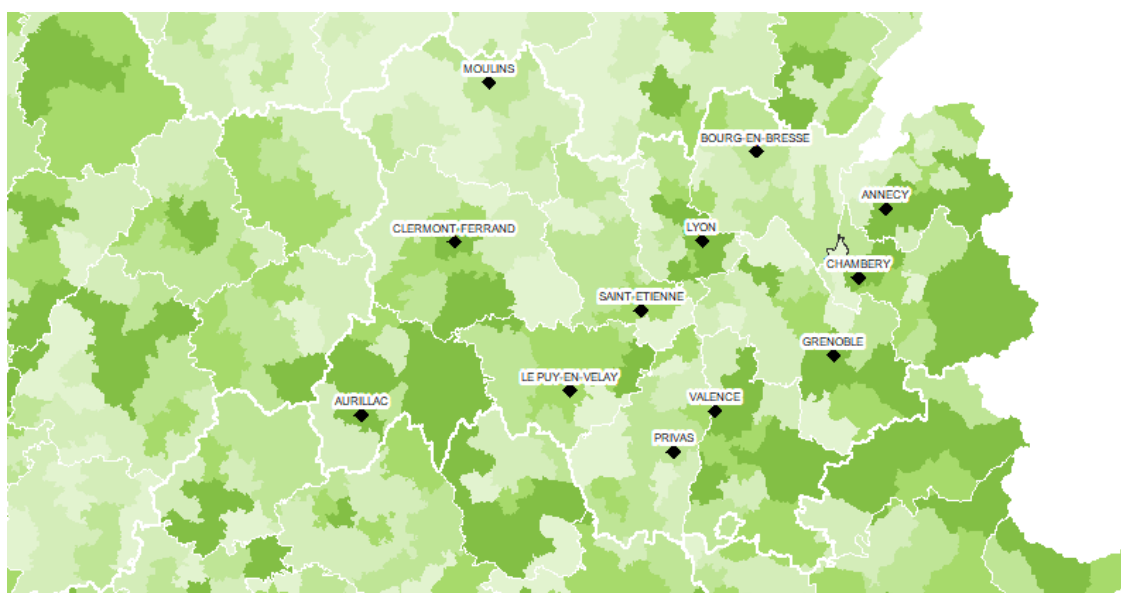 MOULINS
BOURG-EN-BRESSE
ANNECY
CLERMONT-FERRAND
LYON
CHAMBERY
SAINT-ETIENNE
GRENOBLE
LE PUY-EN-VELAY
AURILLAC
VALENCE
PRIVAS